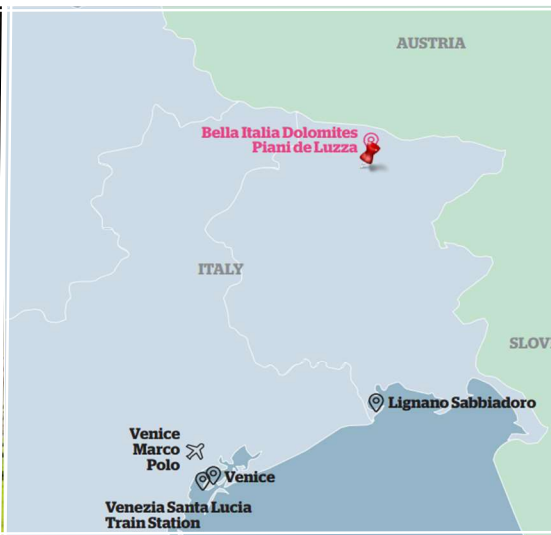 AUSTRIA
Bella Italia Dolomites
Piani de Luzza
ITALY
SLOV
Lignano Sabbiadoro
Venice
Marco
Polo
Venice
Venezia Santa Lucia
Train Station